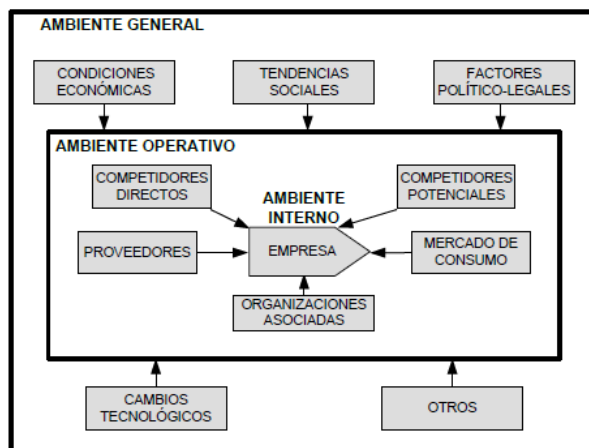 AMBIENTE GENERAL
CONDICIONES
ECONÓMICAS
TENDENCIAS
SOCIALES
FACTORES
POLÍTICO-LEGALES
AMBIENTE OPERATIVO
COMPETIDORES
DIRECTOS
AMBIENTE
INTERNO
COMPETIDORES
POTENCIALES
PROVEEDORES
EMPRESA
MERCADO DE
CONSUMO
ORGANIZACIONES
ASOCIADAS
CAMBIOS
TECNOLÓGICOS
OTROS